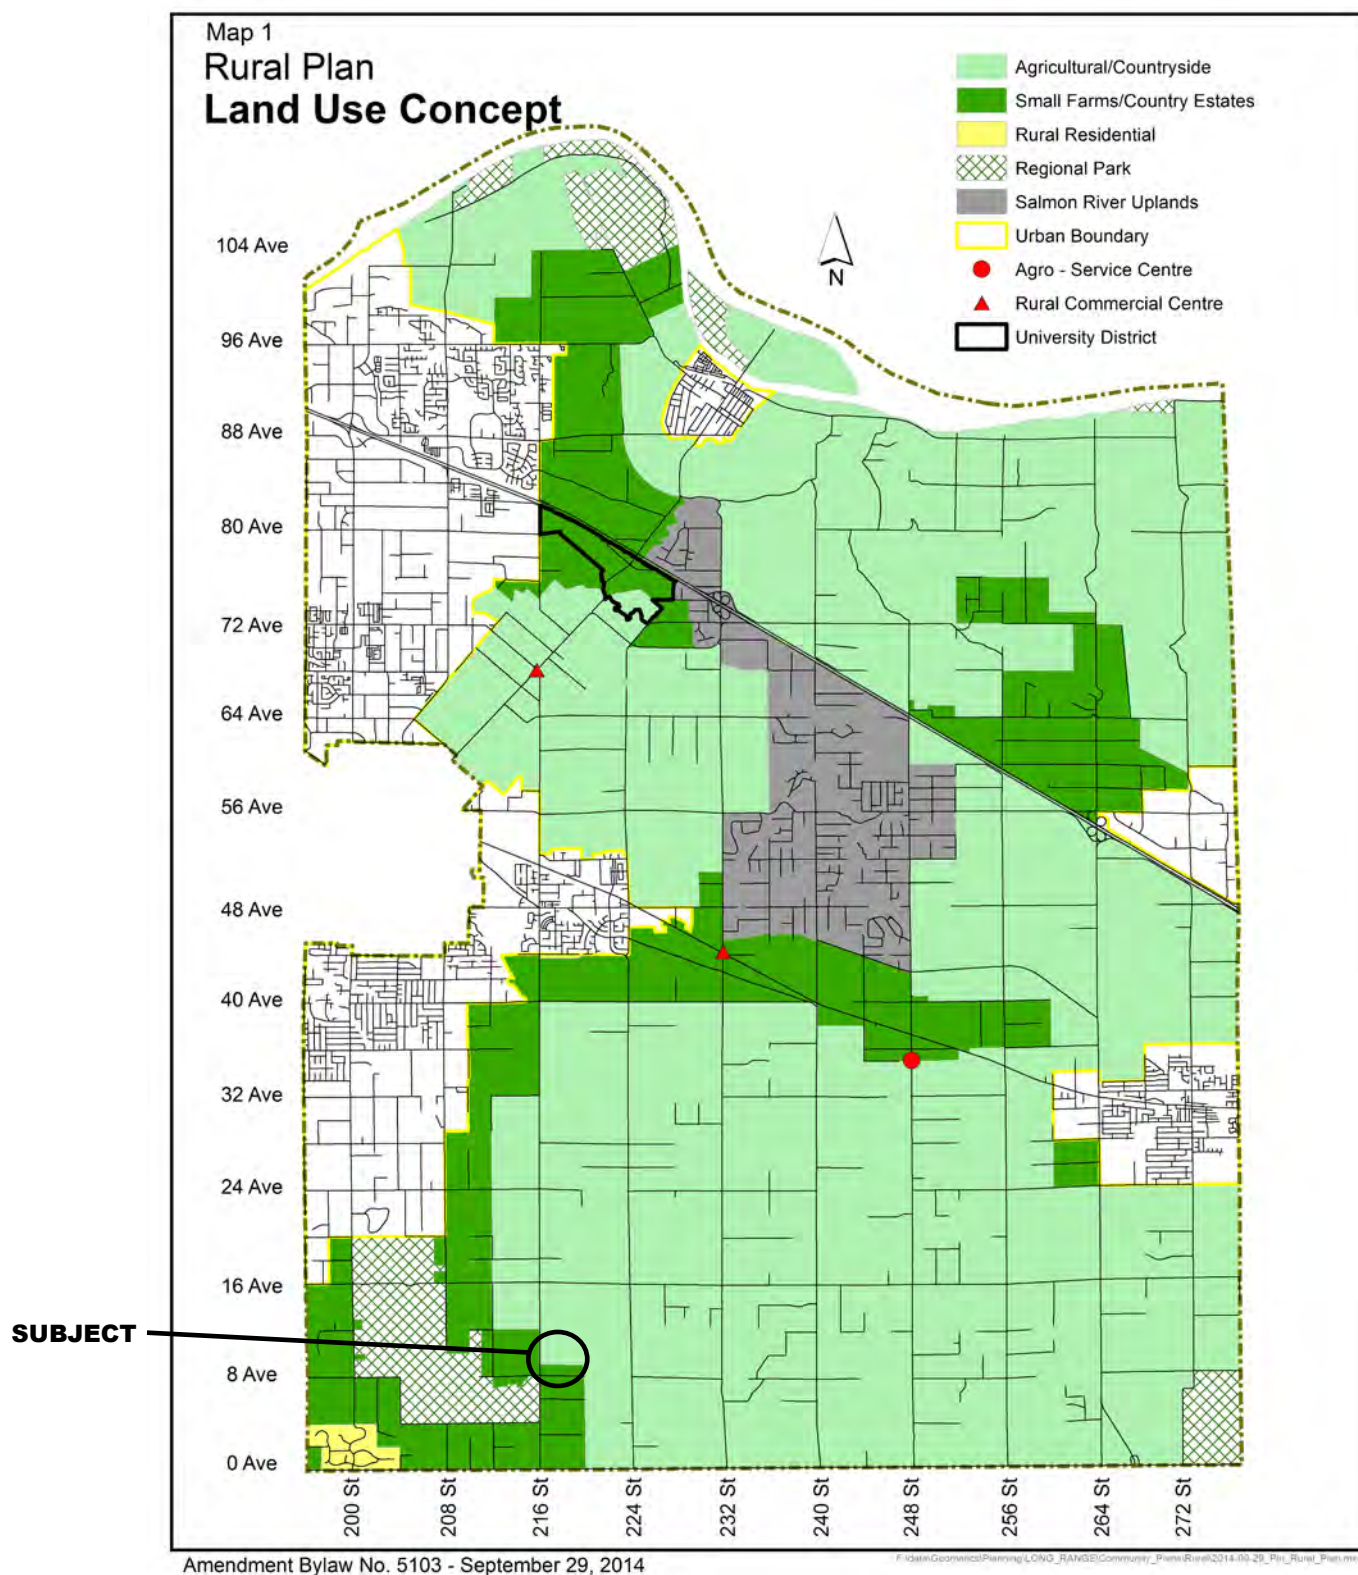 Map 1
Rural Plan
Land Use Concept
Agricultural/Countryside
Small Farms/Country Estates
Rural Residential
Regional Park
Salmon River Uplands
Urban Boundary
Agro - Service Centre
Rural Commercial Centre
University District
N
104 Ave
96 Ave
88 Ave
80 Ave
72 Ave
64 Ave
56 Ave
48 Ave
40 Ave
32 Ave
24 Ave
16 Ave
SUBJECT
8 Ave
0 Ave
200 St
208 St
216 St
224 St
232 St
240 St
248 St
256 St
264 St
272 St
Amendment Bylaw No. 5103 - September 29, 2014